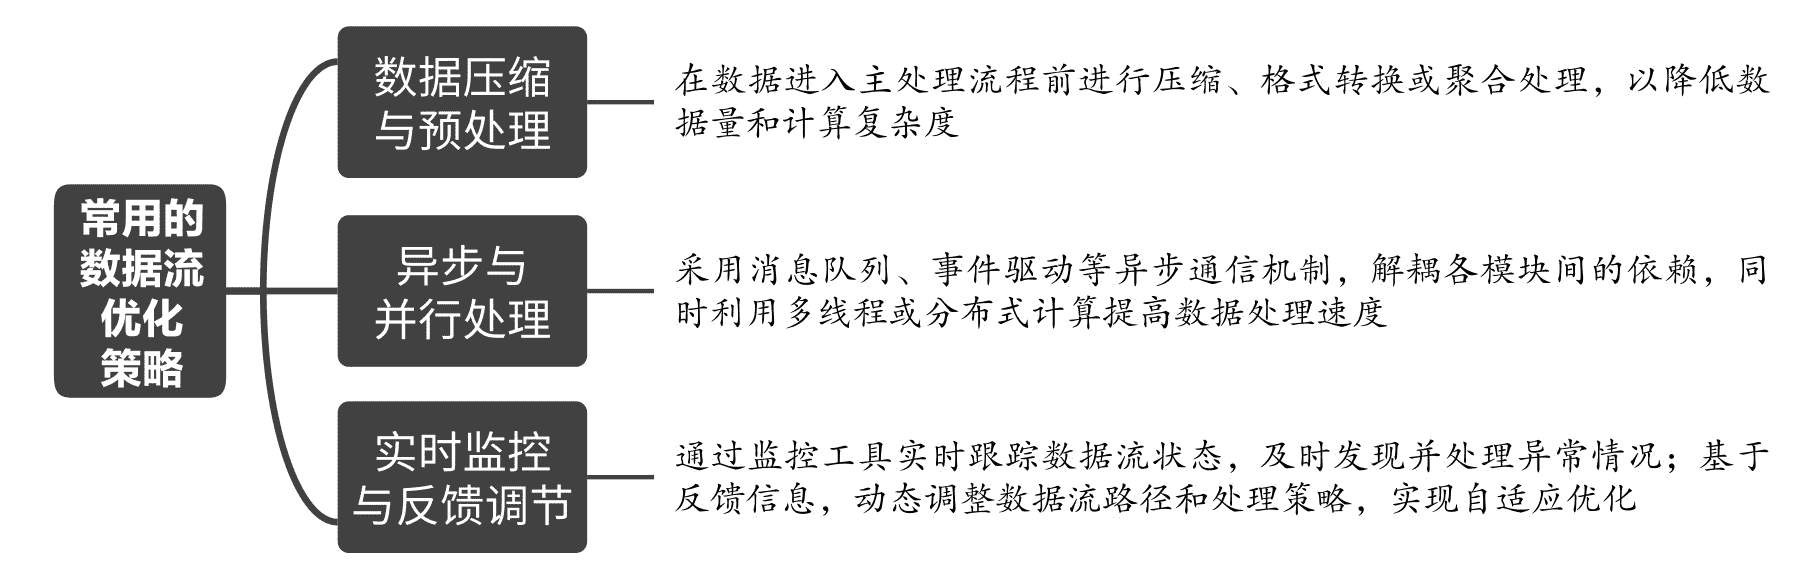 常用的
数据流
优化
策略
数据压缩
与预处理
在数据进入主处理流程前进行压缩、格式转换或聚合处理，以降低数
据量和计算复杂度
异步与
并行处理
采用消息队列、事件驱动等异步通信机制，解耦各模块间的依赖，同
时利用多线程或分布式计算提高数据处理速度
实时监控
与反馈调节
通过监控工具实时跟踪数据流状态，及时发现并处理异常情况；基于
反馈信息，动态调整数据流路径和处理策略，实现自适应优化